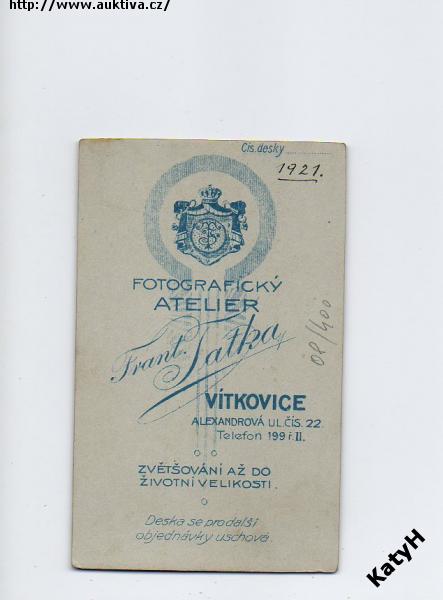 http://www.auktiva.cz/
Čís. desky
1921.
FOTOGRAFICKÝ
ATELIER
Frant. Tatka
VÍTKOVICE
ALEXANDROVÁ UL. ČÍS. 22.
Telefon 199 ř. II.
ZVĚTŠOVÁNÍ AŽ DO
ŽIVOTNÍ VELIKOSTI.
Deska se pro další
objednávky uschová.
KatyH